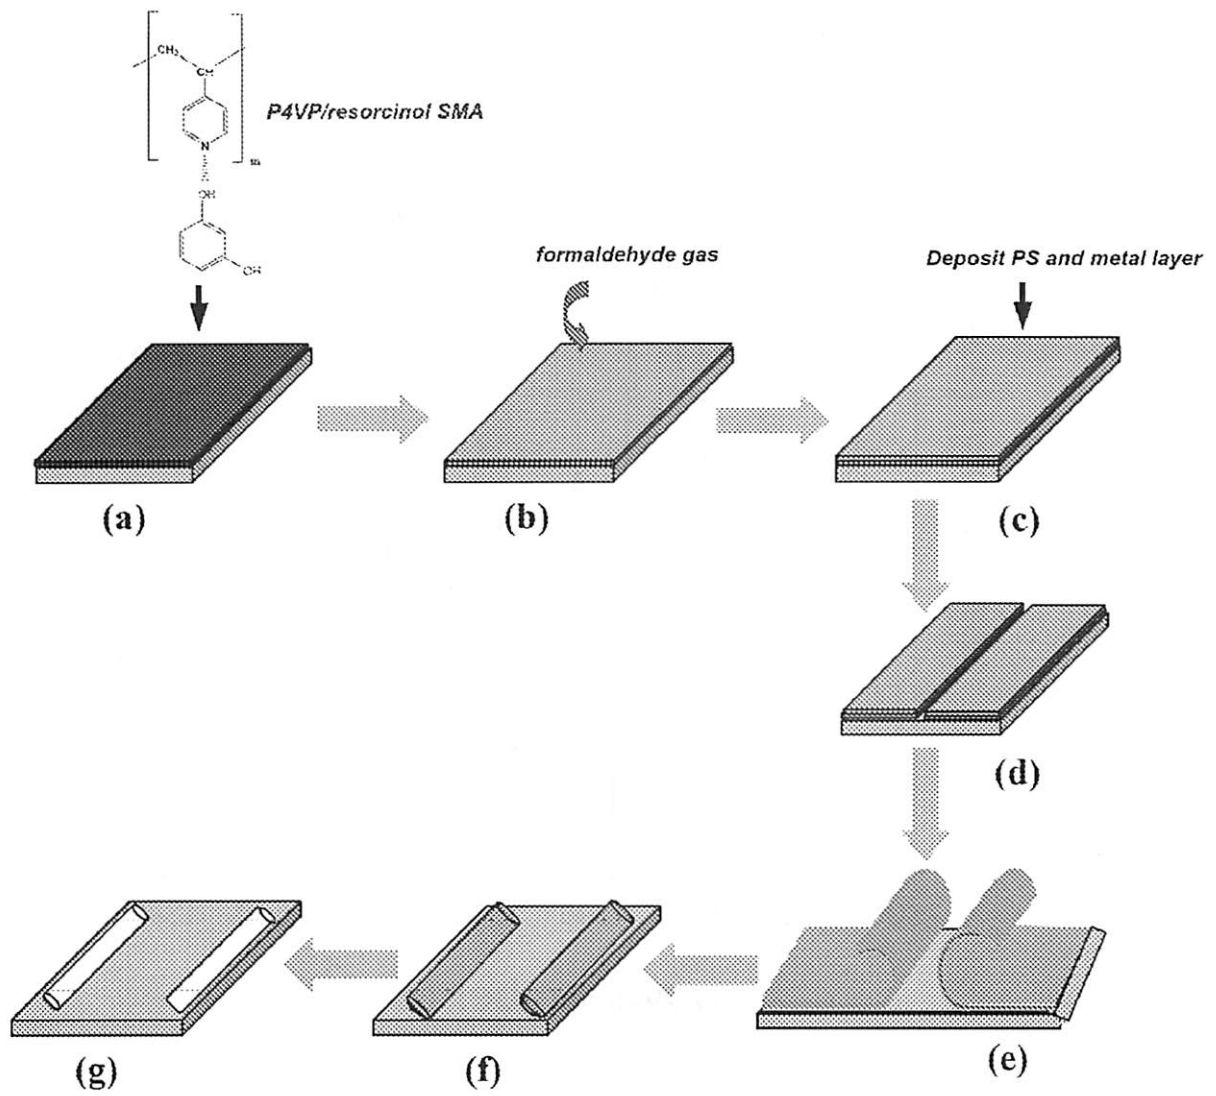 CH₂
CH
P4VP/resorcinol SMA
N
m
OH
OH
formaldehyde gas
Deposit PS and metal layer
(a)
(b)
(c)
(d)
(e)
(f)
(g)